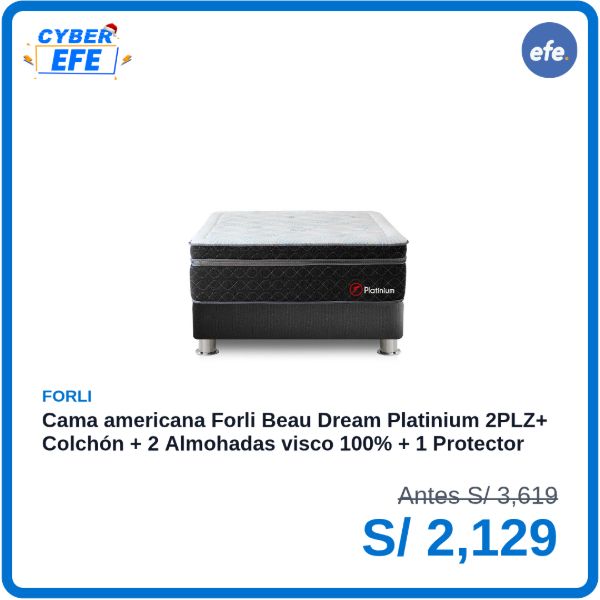 CYBER
EFE
efe.
Platinium
FORLI
Cama americana Forli Beau Dream Platinium 2PLZ+
Colchón + 2 Almohadas visco 100% + 1 Protector
Antes S/ 3,619
S/ 2,129